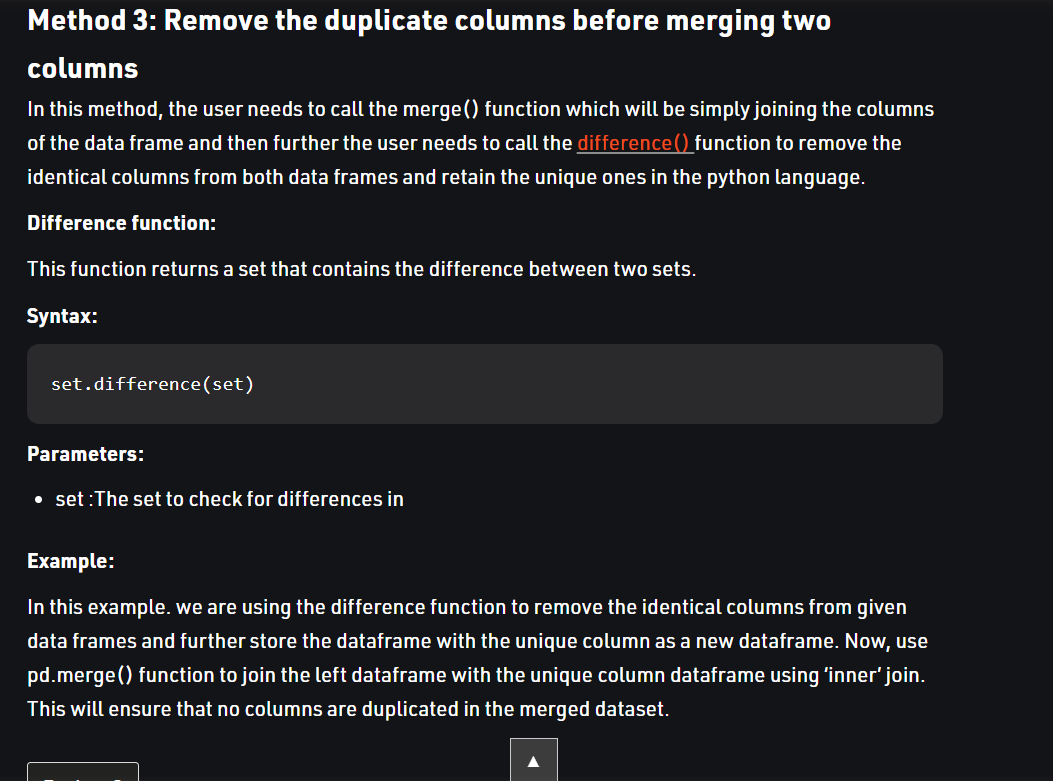 Method 3: Remove the duplicate columns before merging two
columns
In this method, the user needs to call the merge() function which will be simply joining the columns
of the data frame and then further the user needs to call the difference() function to remove the
identical columns from both data frames and retain the unique ones in the python language.
Difference function:
This function returns a set that contains the difference between two sets.
Syntax:
set.difference(set)
Parameters:
• set :The set to check for differences in
Example:
In this example. we are using the difference function to remove the identical columns from given
data frames and further store the dataframe with the unique column as a new dataframe. Now, use
pd.merge() function to join the left dataframe with the unique column dataframe using ‘inner’ join.
This will ensure that no columns are duplicated in the merged dataset.